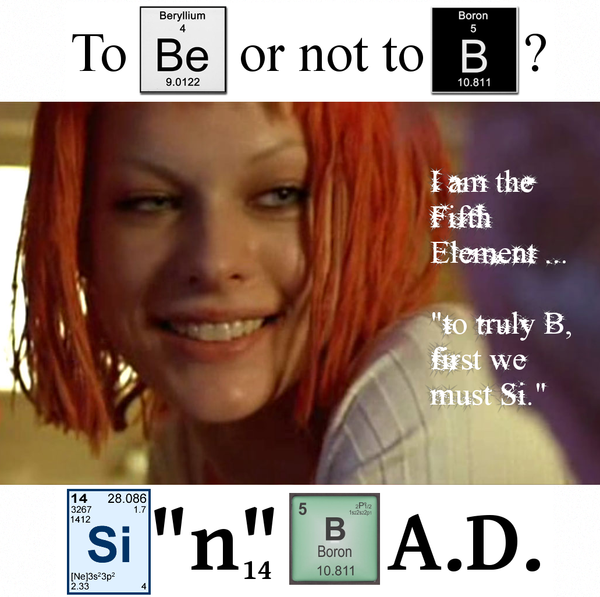 To Beryllium 4 Be 9.0122 or not to Boron 5 B 10.811 ?
I am the
Fifth
Element ...
"to truly B,
first we
must Si."
14 28.086
3267 1.7
1412
Si
[Ne]3s²3p²
2.33 4
"n"14
5
B
Boron
10.811
A.D.